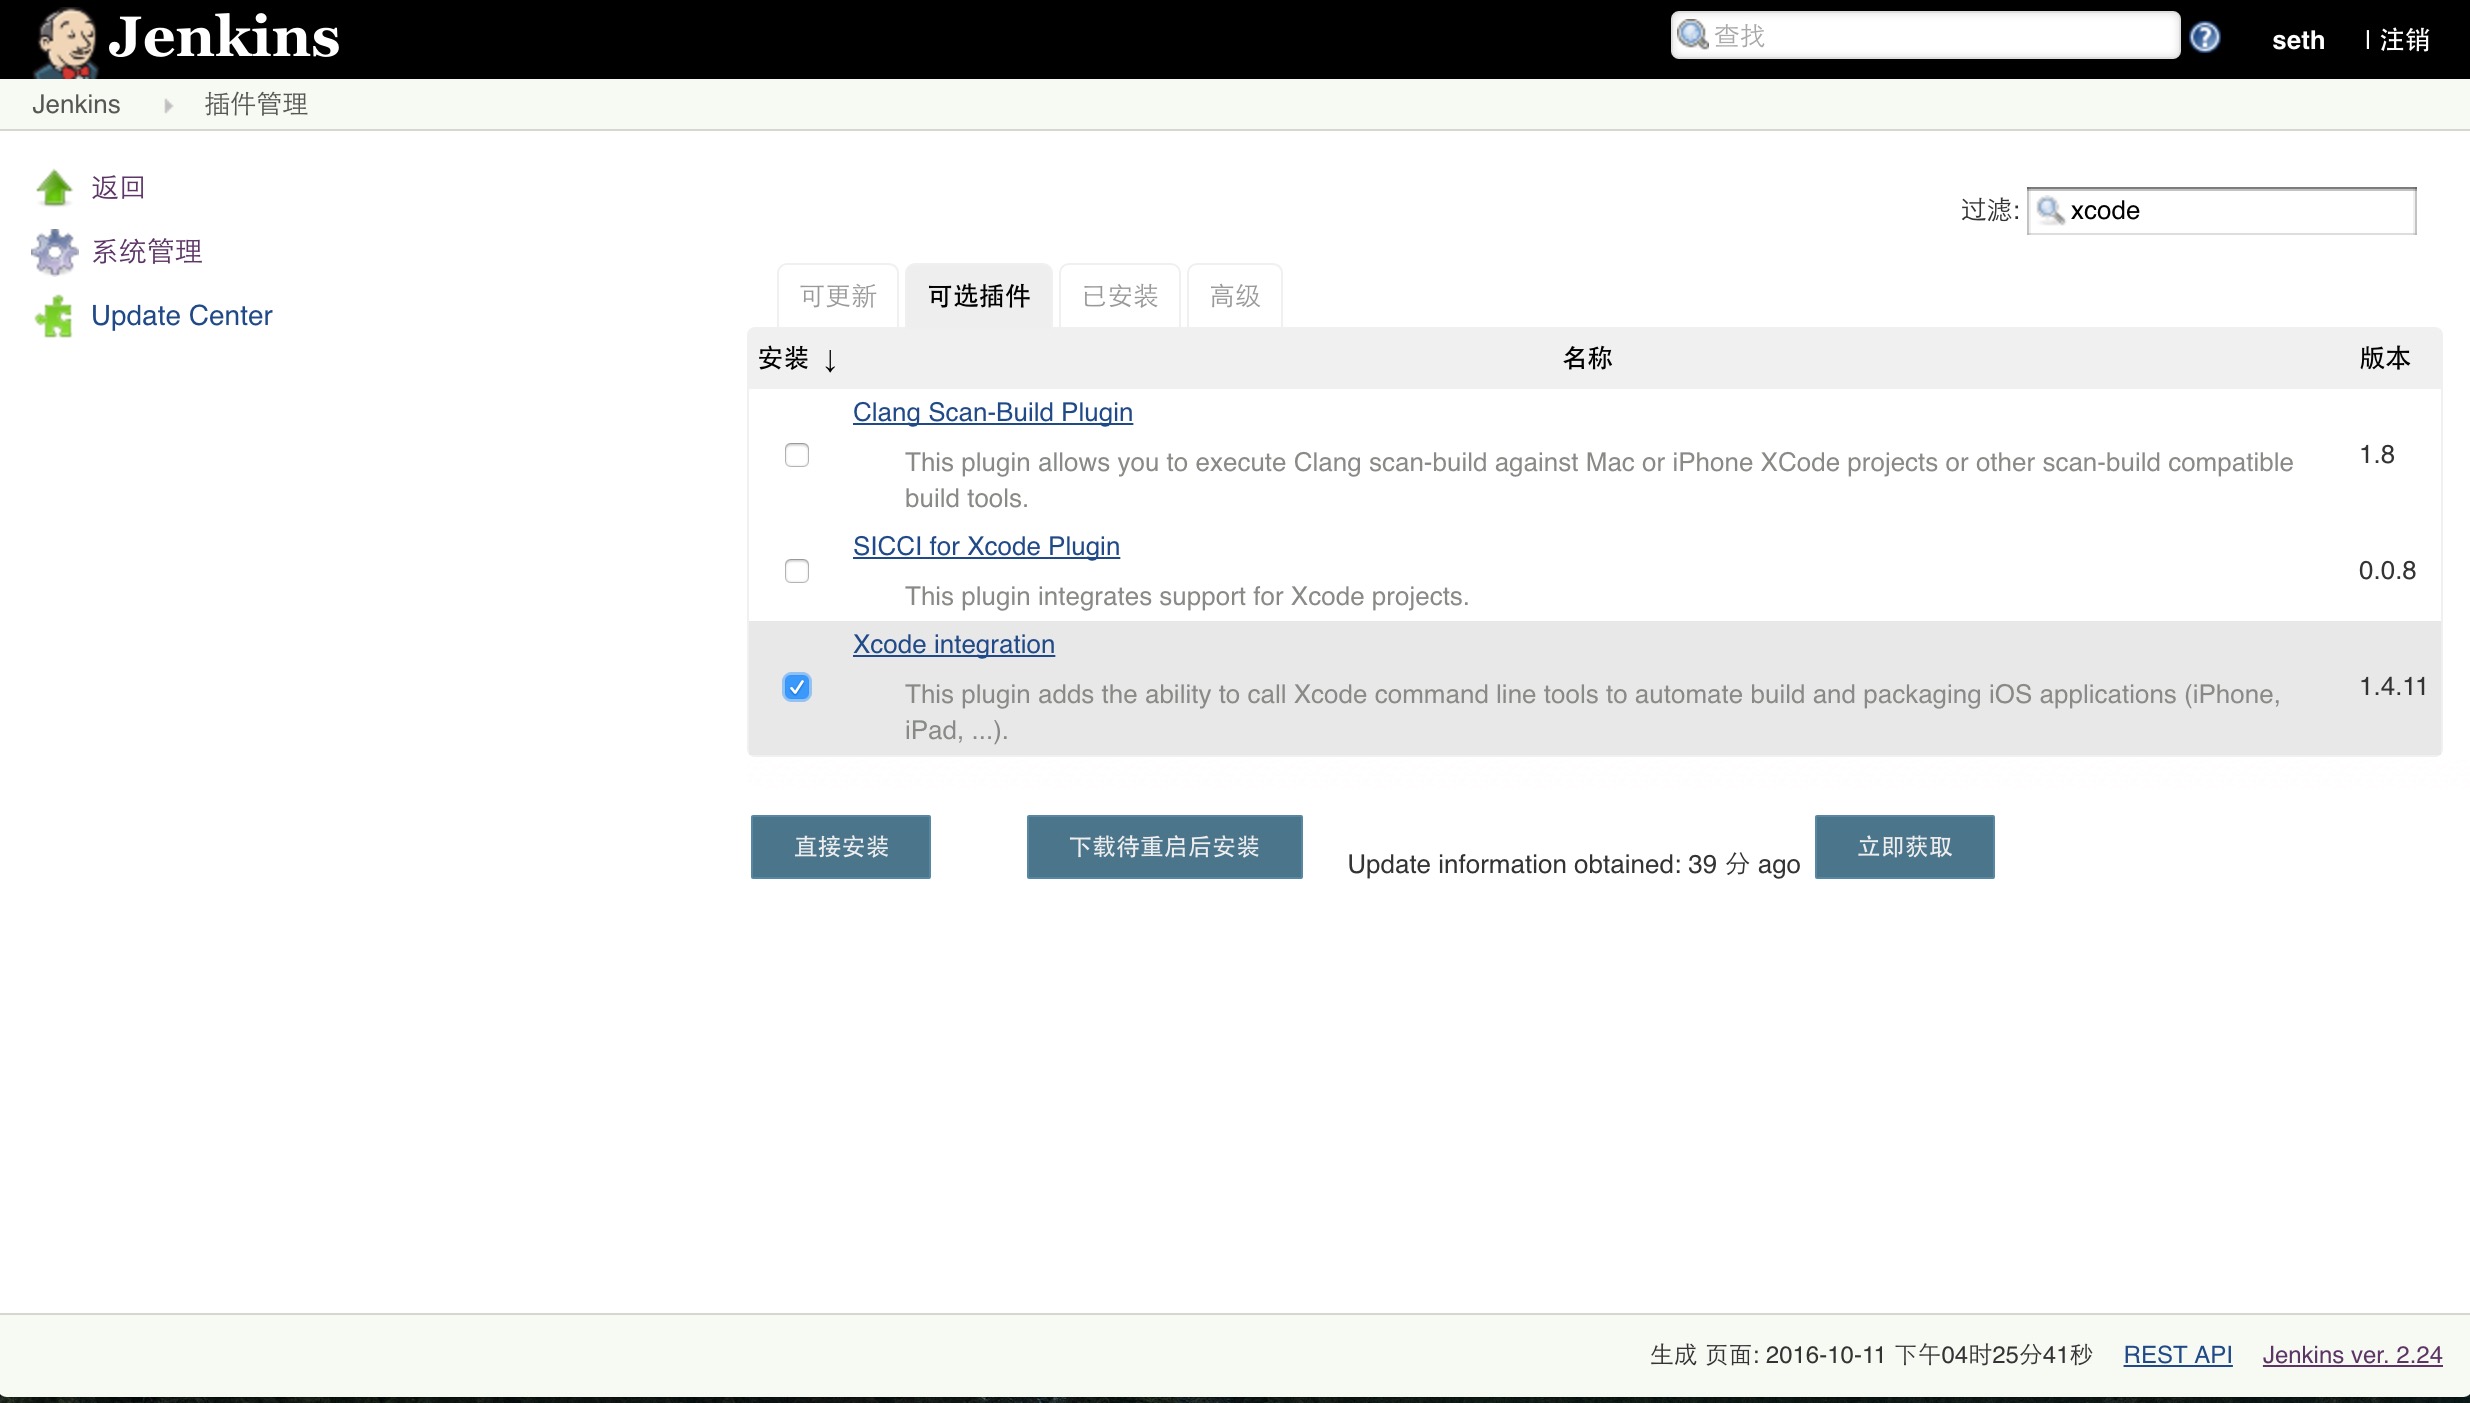 Jenkins
查找
seth
| 注销
Jenkins
插件管理
返回
系统管理
Update Center
过滤:
xcode
可更新
可选插件
已安装
高级
安装 ↓
名称
版本
Clang Scan-Build Plugin
This plugin allows you to execute Clang scan-build against Mac or iPhone XCode projects or other scan-build compatible
build tools.
1.8
SICCI for Xcode Plugin
This plugin integrates support for Xcode projects.
0.0.8
Xcode integration
This plugin adds the ability to call Xcode command line tools to automate build and packaging iOS applications (iPhone,
iPad, ...).
1.4.11
直接安装
下载待重启后安装
Update information obtained: 39 分 ago
立即获取
生成 页面: 2016-10-11 下午04时25分41秒
REST API
Jenkins ver. 2.24